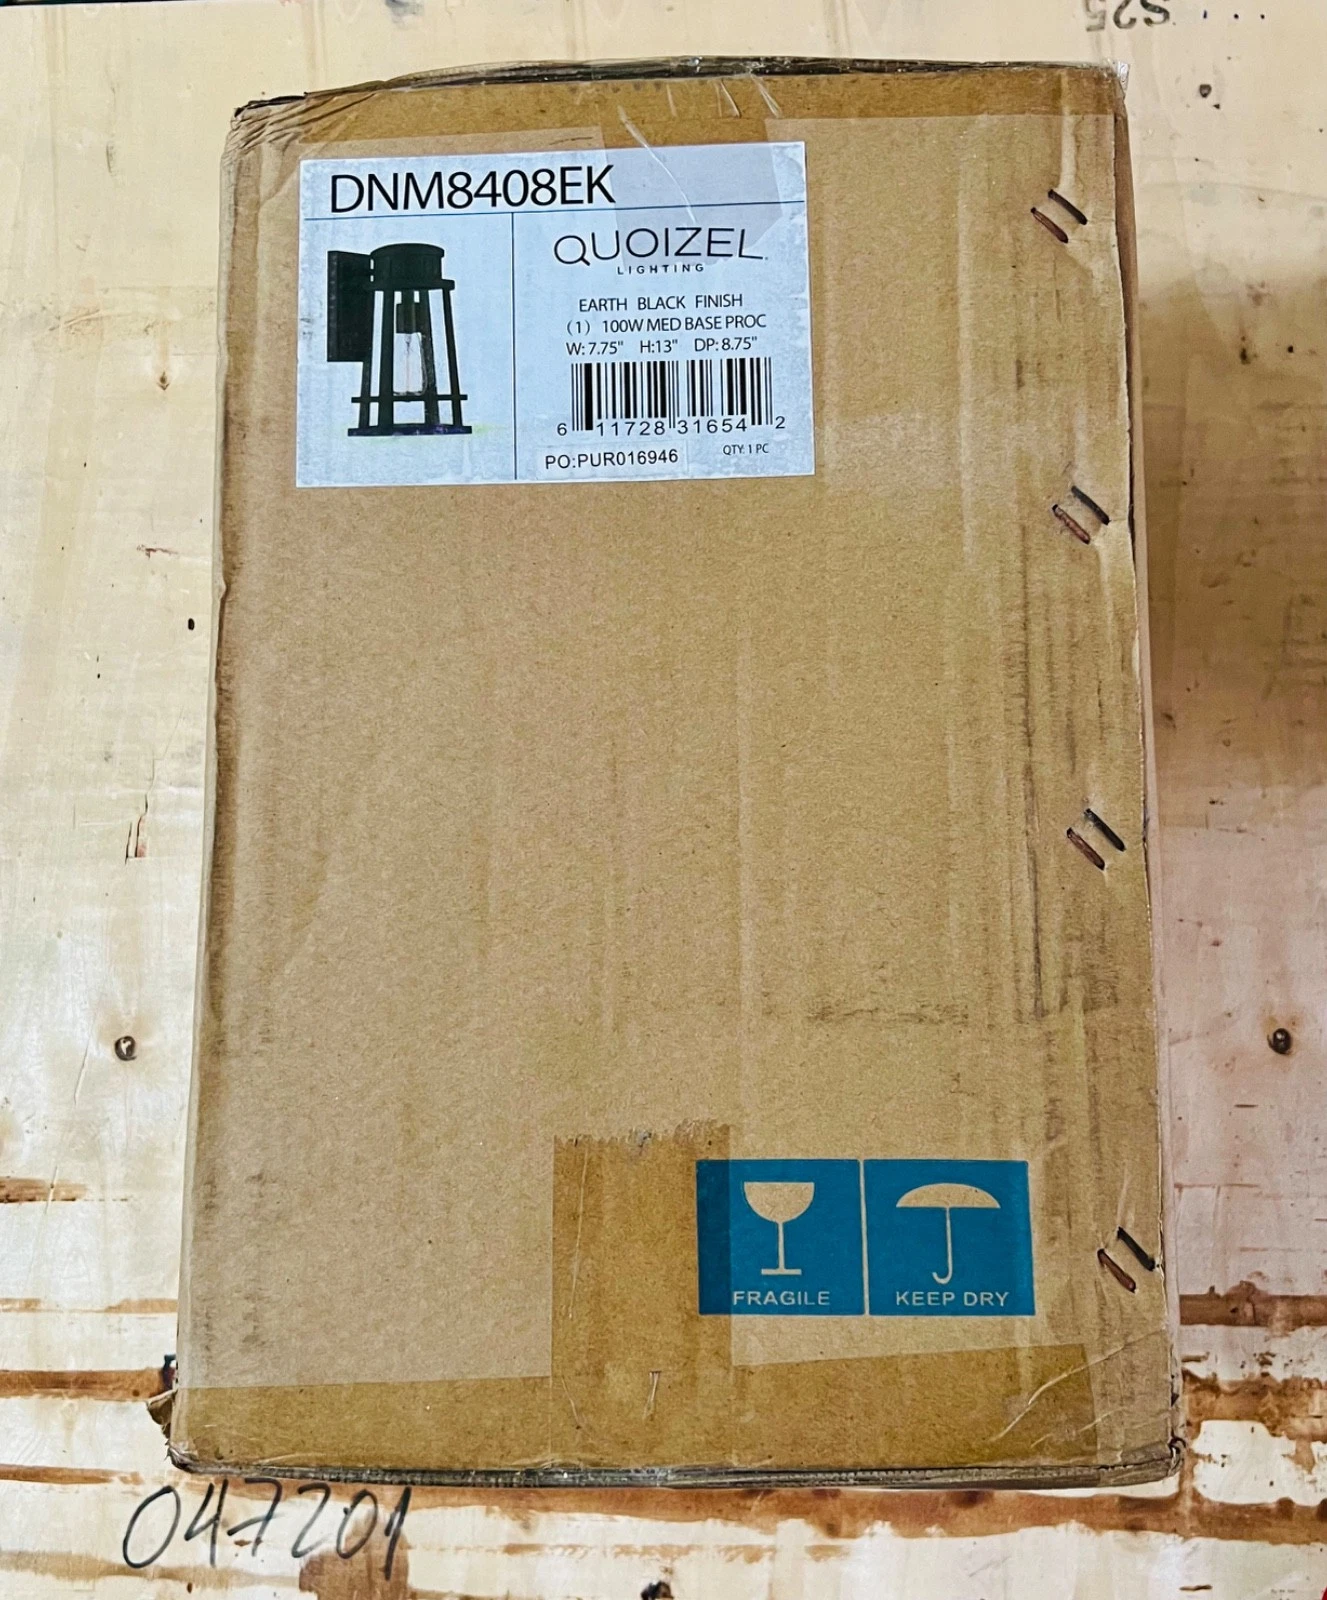 S25
DNM8408EK
QUOIZEL
LIGHTING
EARTH BLACK FINISH
(1) 100W MED BASE PROC
W: 7.75" H:13" DP: 8.75"
6 11728 31654 2
PO:PUR016946
QTY: 1 PC
FRAGILE
KEEP DRY
047201